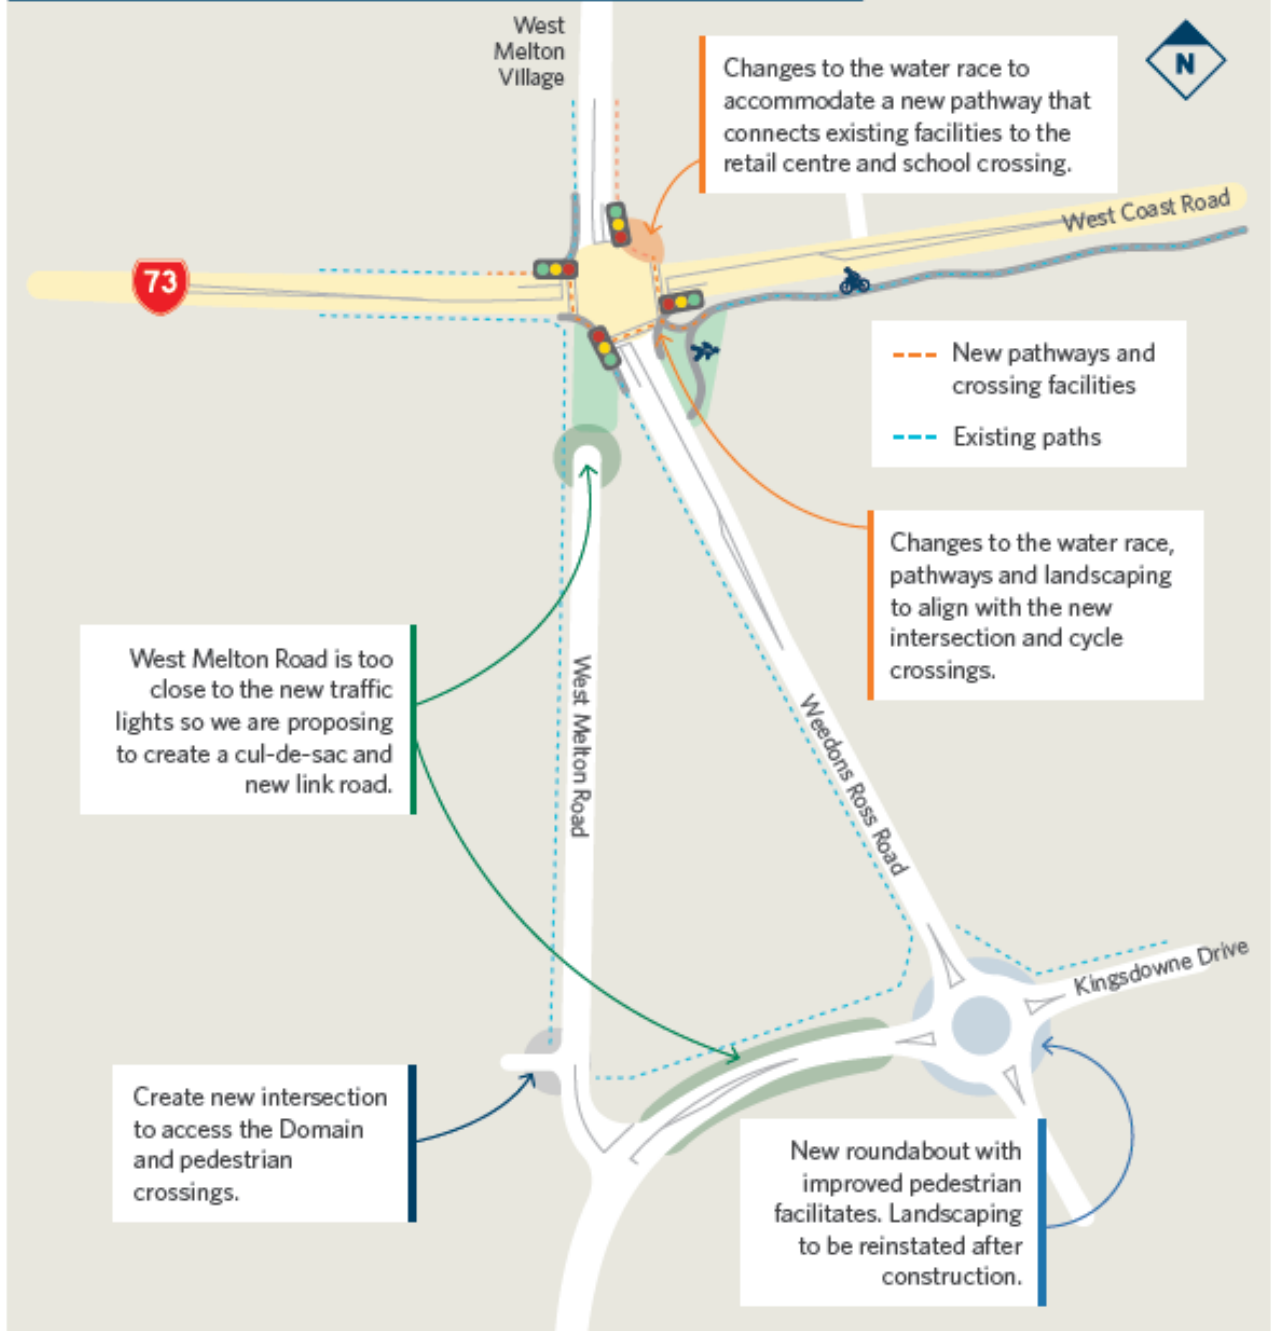 West
Melton
Village
Changes to the water race to
accommodate a new pathway that
connects existing facilities to the
retail centre and school crossing.
N
West Coast Road
73
New pathways and
crossing facilities
Existing paths
Changes to the water race,
pathways and landscaping
to align with the new
intersection and cycle
crossings.
West Melton Road is too
close to the new traffic
lights so we are proposing
to create a cul-de-sac and
new link road.
West Melton Road
Weedons Ross Road
Kingsdowne Drive
Create new intersection
to access the Domain
and pedestrian
crossings.
New roundabout with
improved pedestrian
facilitates. Landscaping
to be reinstated after
construction.